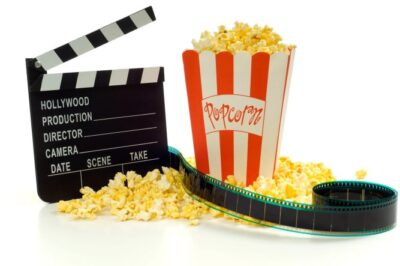 HOLLYWOOD
PRODUCTION
DIRECTOR
CAMERA
DATE SCENE TAKE
Popcorn